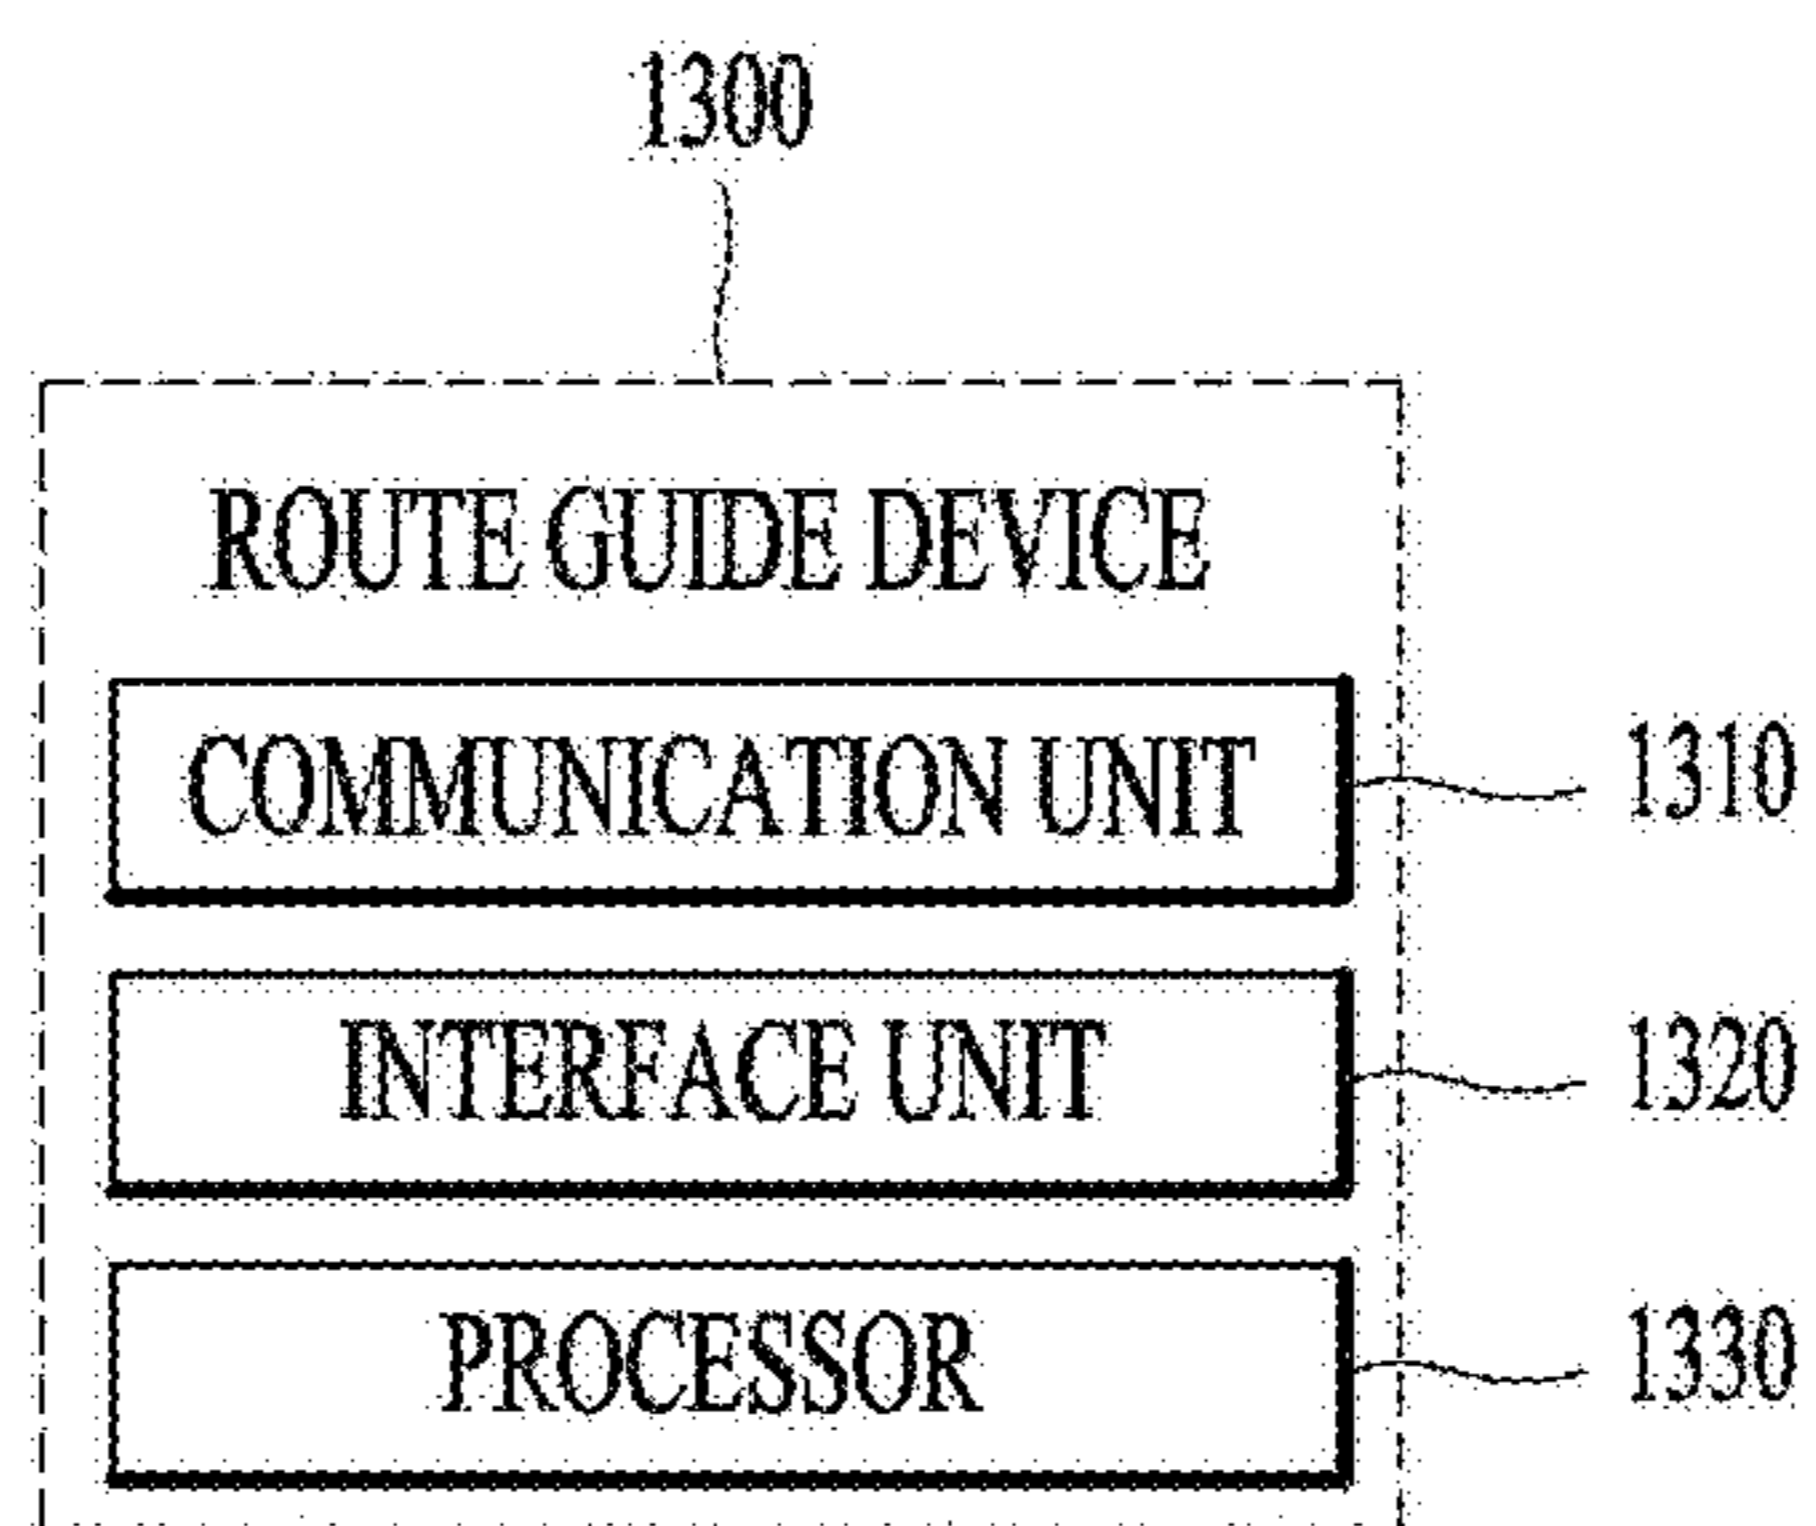 1300
ROUTE GUIDE DEVICE
COMMUNICATION UNIT 1310
INTERFACE UNIT 1320
PROCESSOR 1330